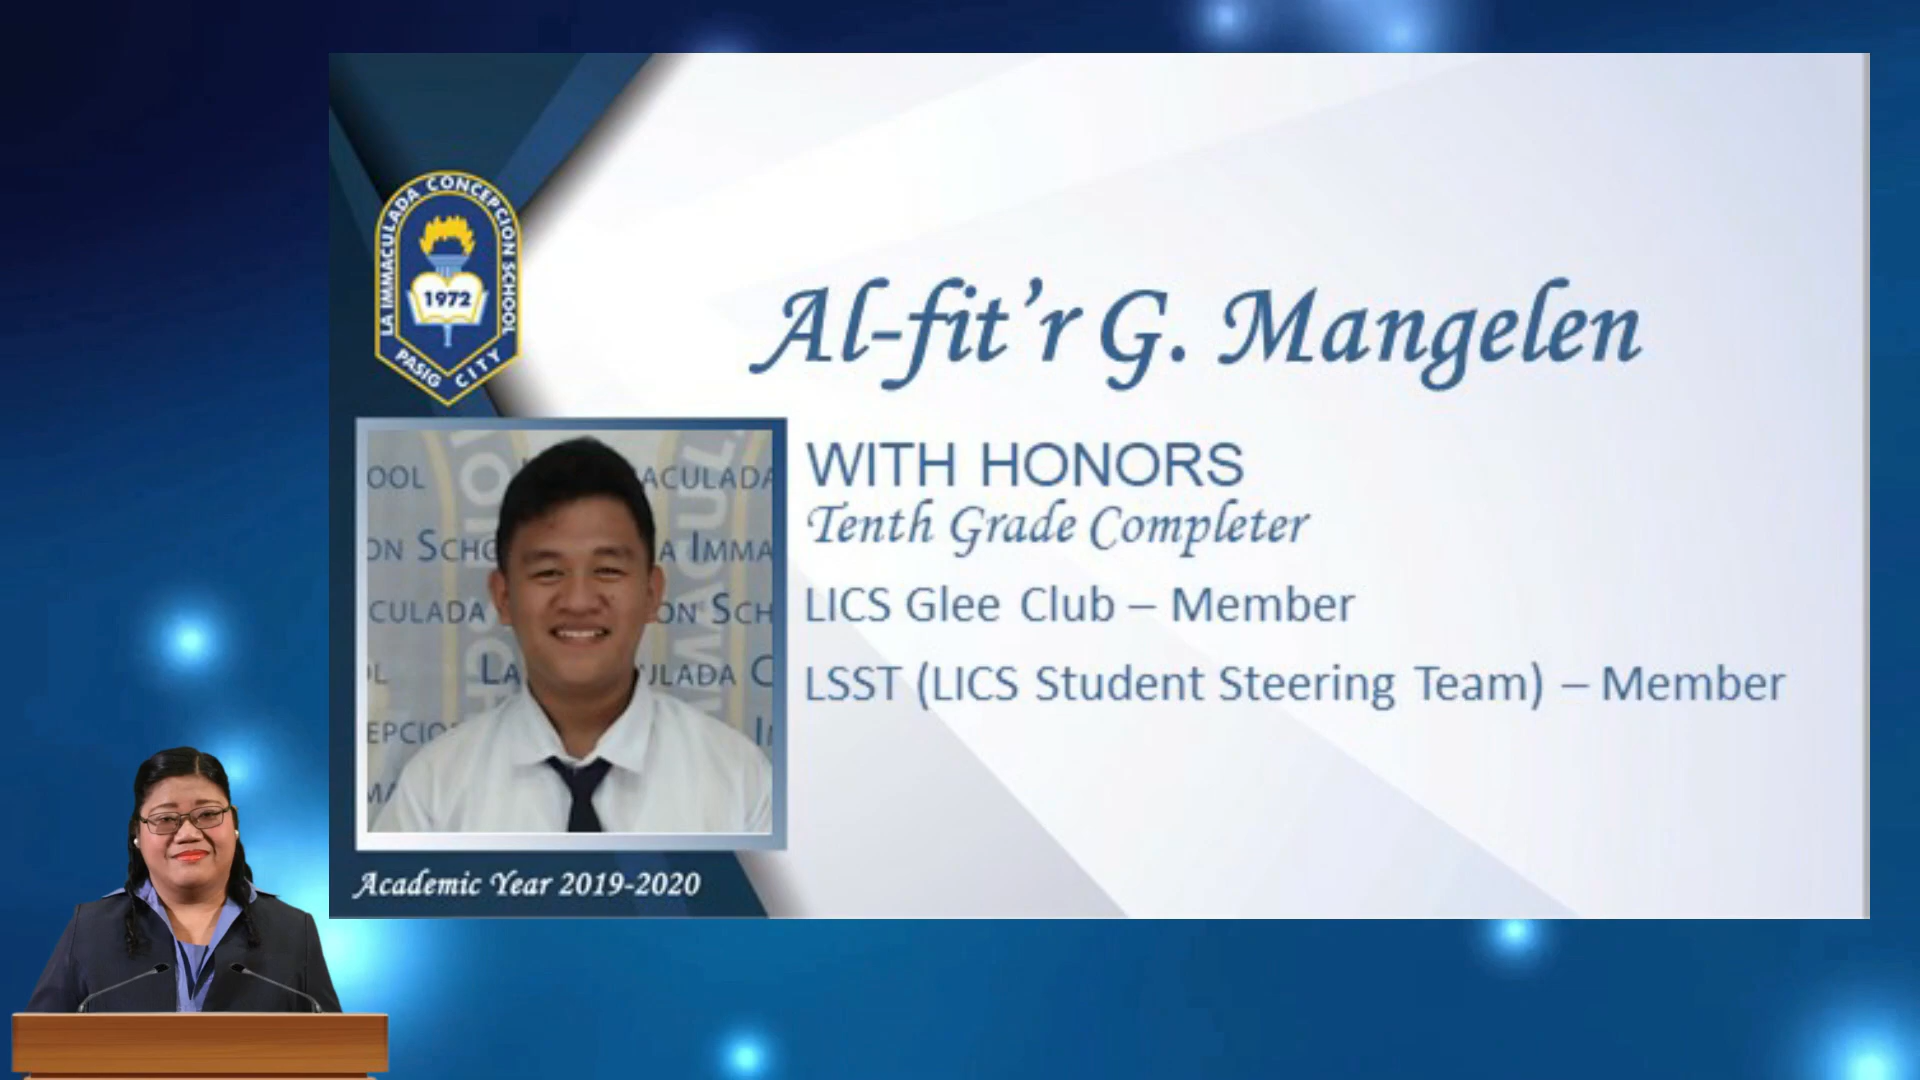 LA IMMACULADA CONCEPCION SCHOOL
1972
PASIG CITY
Al-fit’r G. Mangelen
WITH HONORS
Tenth Grade Completer
LICS Glee Club – Member
LSST (LICS Student Steering Team) – Member
Academic Year 2019-2020